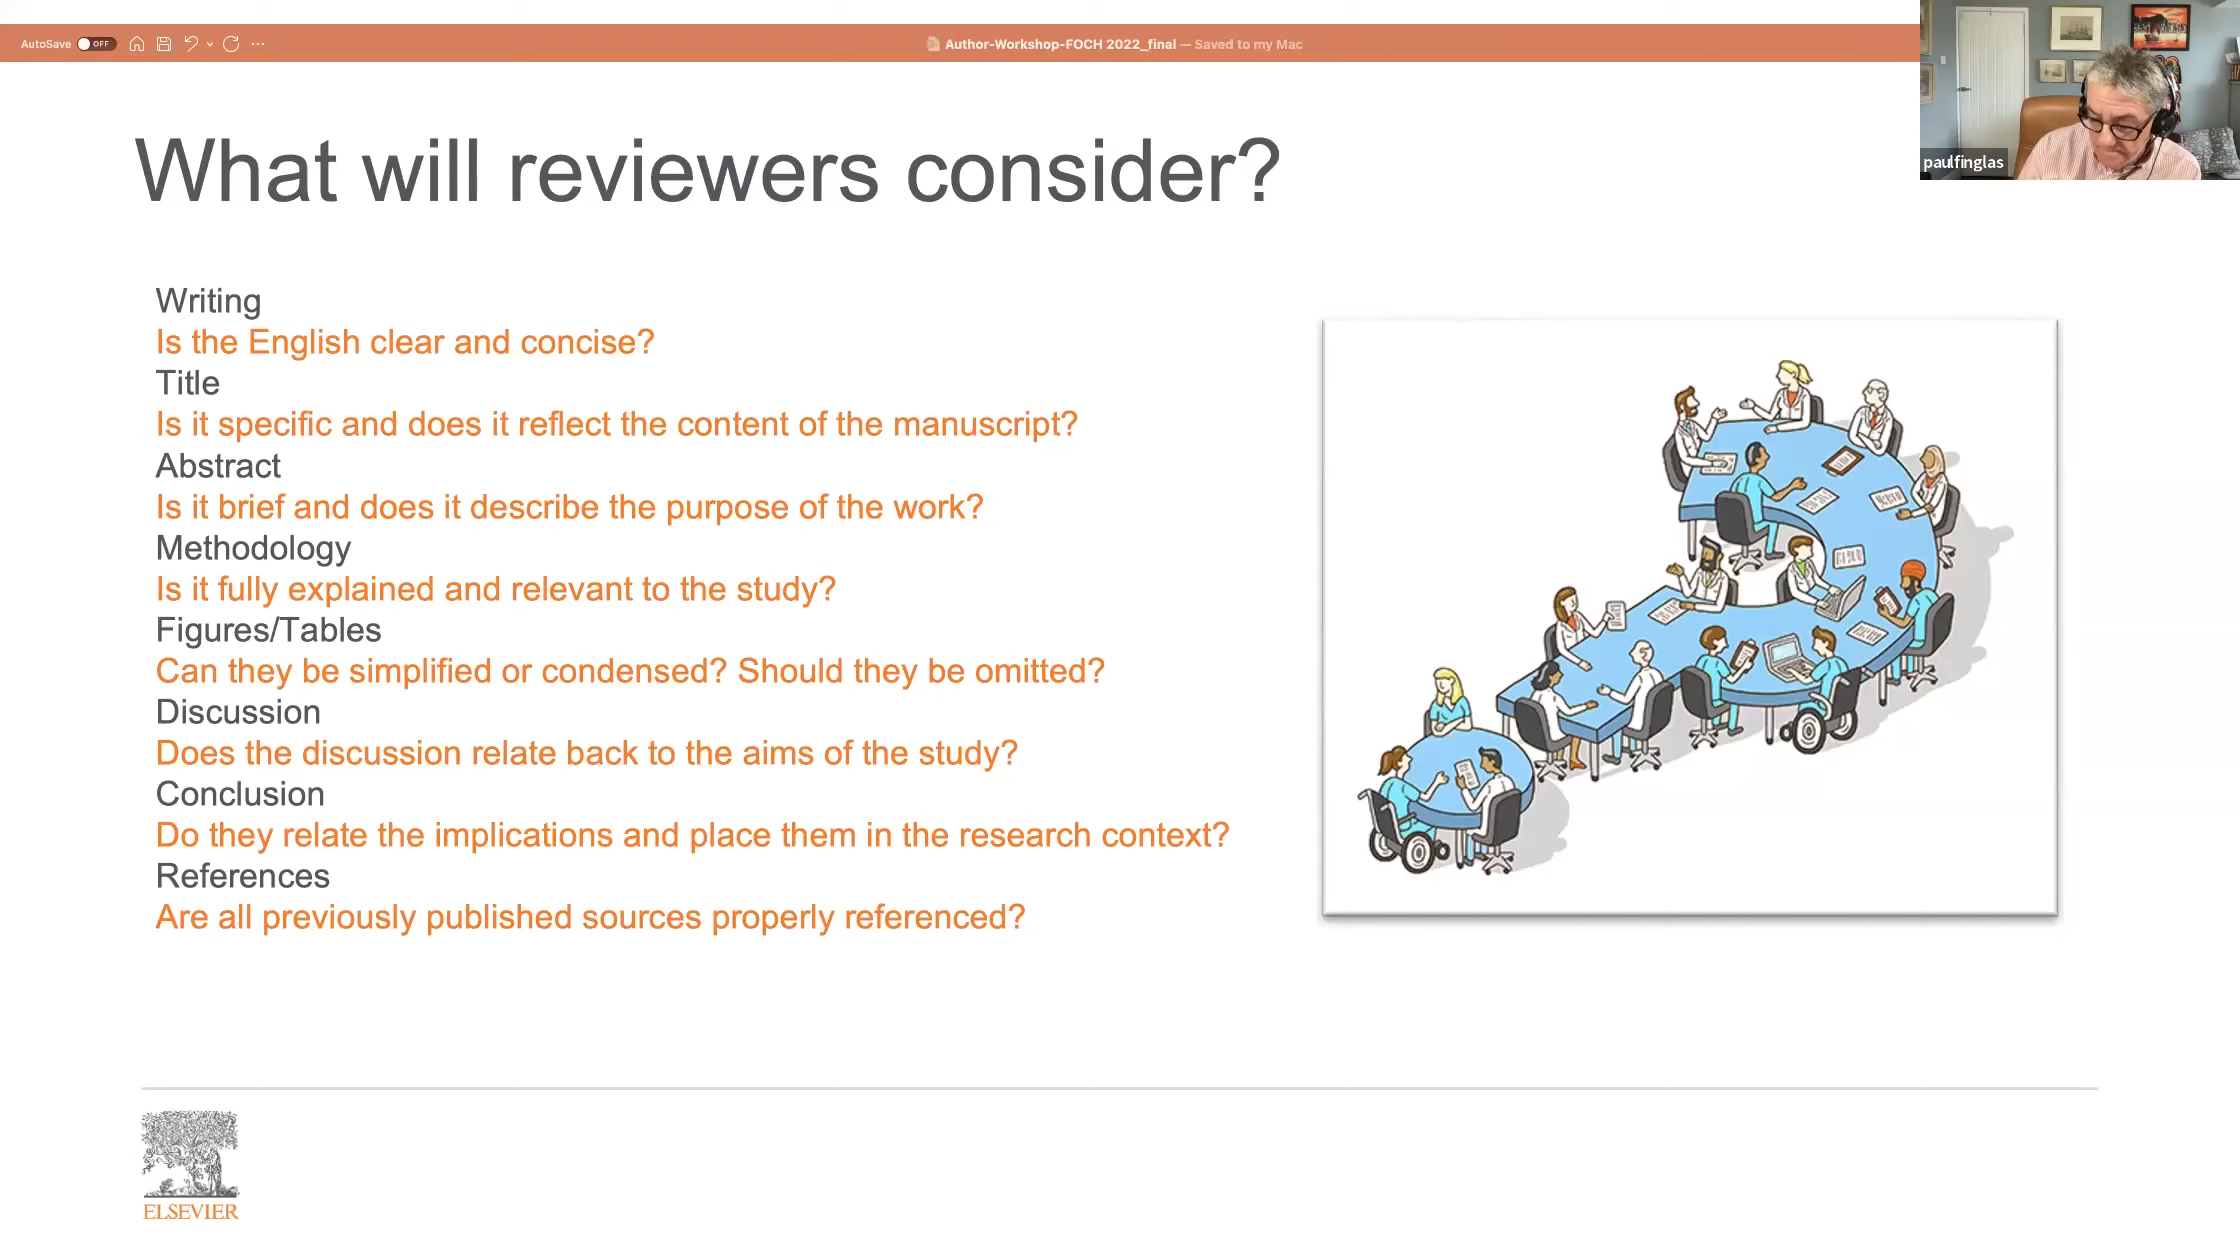 AutoSave OFF
Author-Workshop-FOCH 2022_final — Saved to my Mac
paulfinglas
What will reviewers consider?
Writing
Is the English clear and concise?
Title
Is it specific and does it reflect the content of the manuscript?
Abstract
Is it brief and does it describe the purpose of the work?
Methodology
Is it fully explained and relevant to the study?
Figures/Tables
Can they be simplified or condensed? Should they be omitted?
Discussion
Does the discussion relate back to the aims of the study?
Conclusion
Do they relate the implications and place them in the research context?
References
Are all previously published sources properly referenced?
ELSEVIER